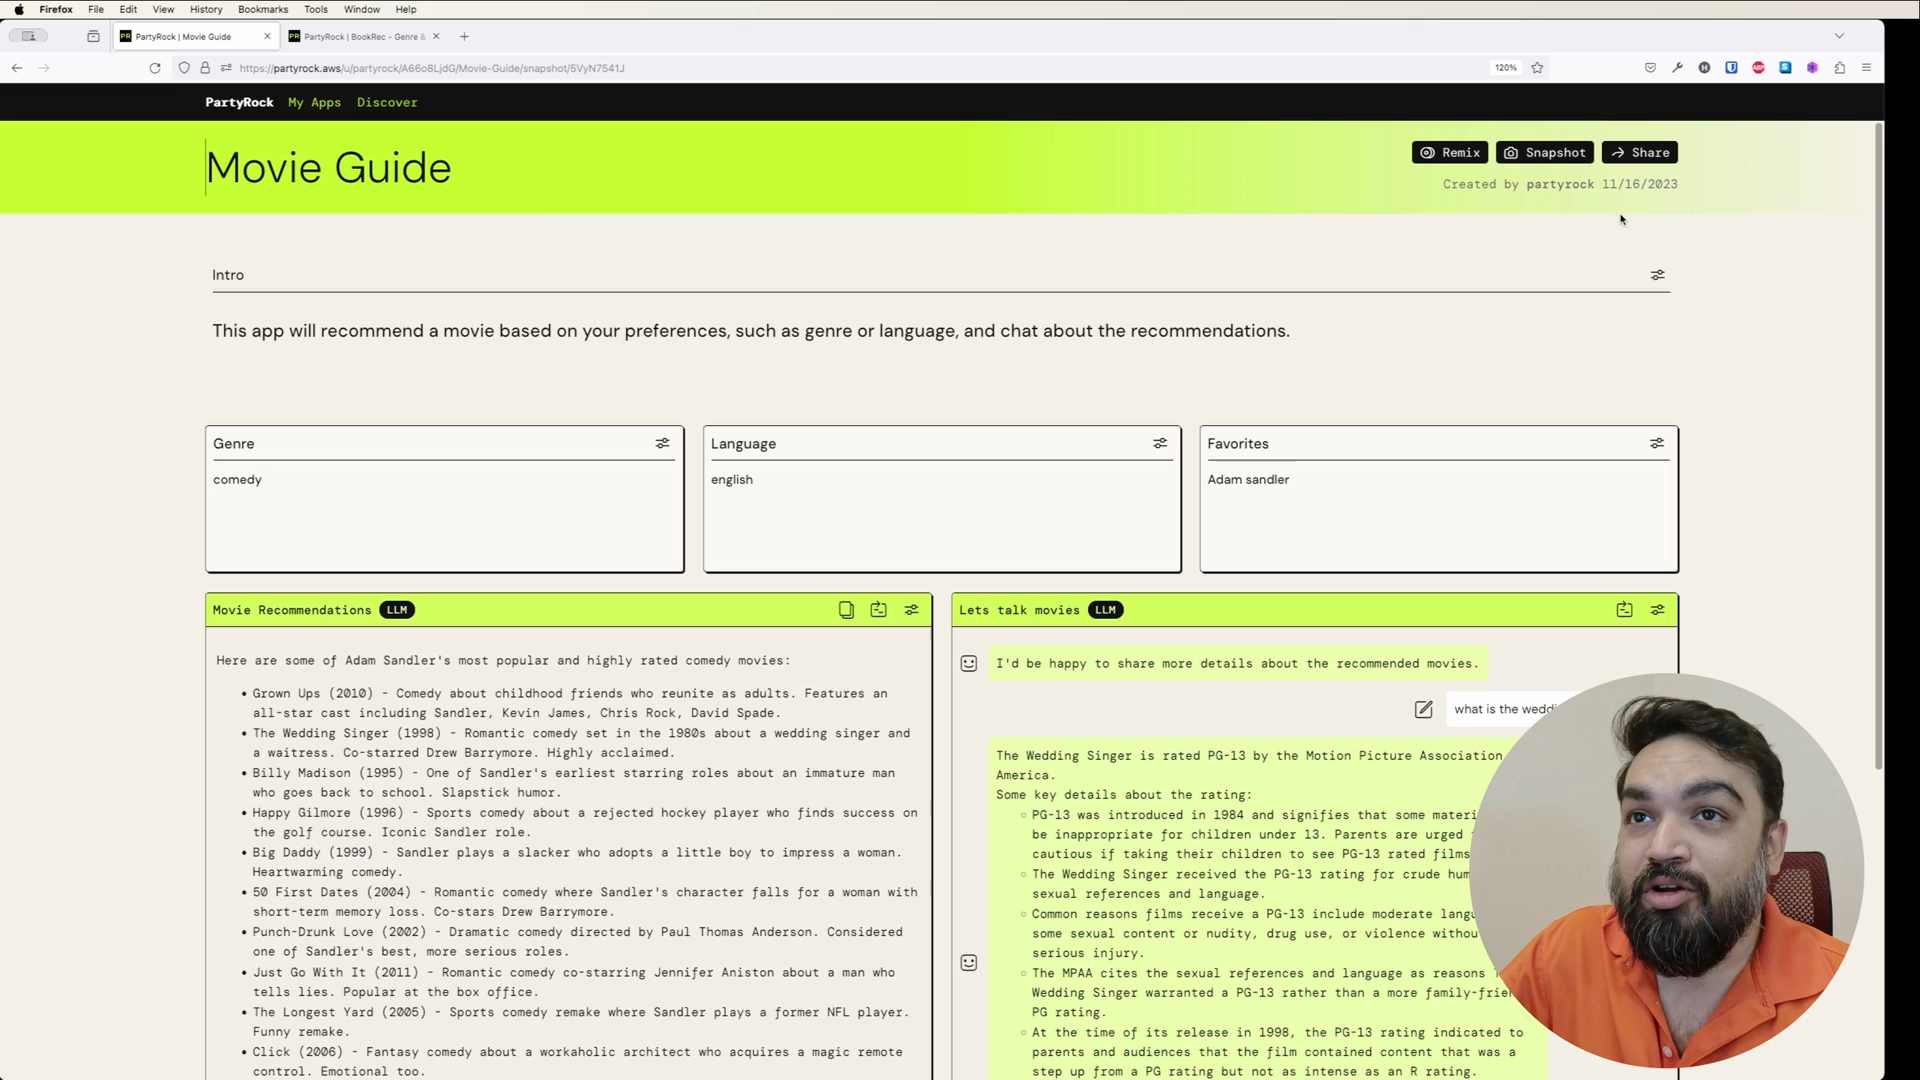 Firefox File Edit View History Bookmarks Tools Window Help
PartyRock | Movie Guide
PartyRock | BookRec - Genre &
https://partyrock.aws/u/partyrock/A66o8LjdG/Movie-Guide/snapshot/5VyN7541J
120%
PartyRock My Apps Discover
Movie Guide
Remix Snapshot Share
Created by partyrock 11/16/2023
Intro
This app will recommend a movie based on your preferences, such as genre or language, and chat about the recommendations.
Genre
comedy
Language
english
Favorites
Adam sandler
Movie Recommendations LLM
Here are some of Adam Sandler's most popular and highly rated comedy movies:
• Grown Ups (2010) - Comedy about childhood friends who reunite as adults. Features an
all-star cast including Sandler, Kevin James, Chris Rock, David Spade.
• The Wedding Singer (1998) - Romantic comedy set in the 1980s about a wedding singer and
a waitress. Co-starred Drew Barrymore. Highly acclaimed.
• Billy Madison (1995) - One of Sandler's earliest starring roles about an immature man
who goes back to school. Slapstick humor.
• Happy Gilmore (1996) - Sports comedy about a rejected hockey player who finds success on
the golf course. Iconic Sandler role.
• Big Daddy (1999) - Sandler plays a slacker who adopts a little boy to impress a woman.
Heartwarming comedy.
• 50 First Dates (2004) - Romantic comedy where Sandler's character falls for a woman with
short-term memory loss. Co-stars Drew Barrymore.
• Punch-Drunk Love (2002) - Dramatic comedy directed by Paul Thomas Anderson. Considered
one of Sandler's best, more serious roles.
• Just Go With It (2011) - Romantic comedy co-starring Jennifer Aniston about a man who
tells lies. Popular at the box office.
• The Longest Yard (2005) - Sports comedy remake where Sandler plays a former NFL player.
Funny remake.
• Click (2006) - Fantasy comedy about a workaholic architect who acquires a magic remote
control. Emotional too.
Lets talk movies LLM
I'd be happy to share more details about the recommended movies.
what is the
The Wedding Singer is rated PG-13 by the Motion Picture Association
America.
Some key details about the rating:
PG-13 was introduced in 1984 and signifies that some
be inappropriate for children under 13. Parents are urged
cautious if taking their children to see PG-13 rated films
The Wedding Singer received the PG-13 rating for crude
sexual references and language.
Common reasons films receive a PG-13 include moderate
some sexual content or nudity, drug use, or violence
serious injury.
The MPAA cites the sexual references and language as reasons
Wedding Singer warranted a PG-13 rather than a more
PG rating.
At the time of its release in 1998, the PG-13 rating indicated to
parents and audiences that the film contained content that was a
step up from a PG rating but not as intense as an R rating.